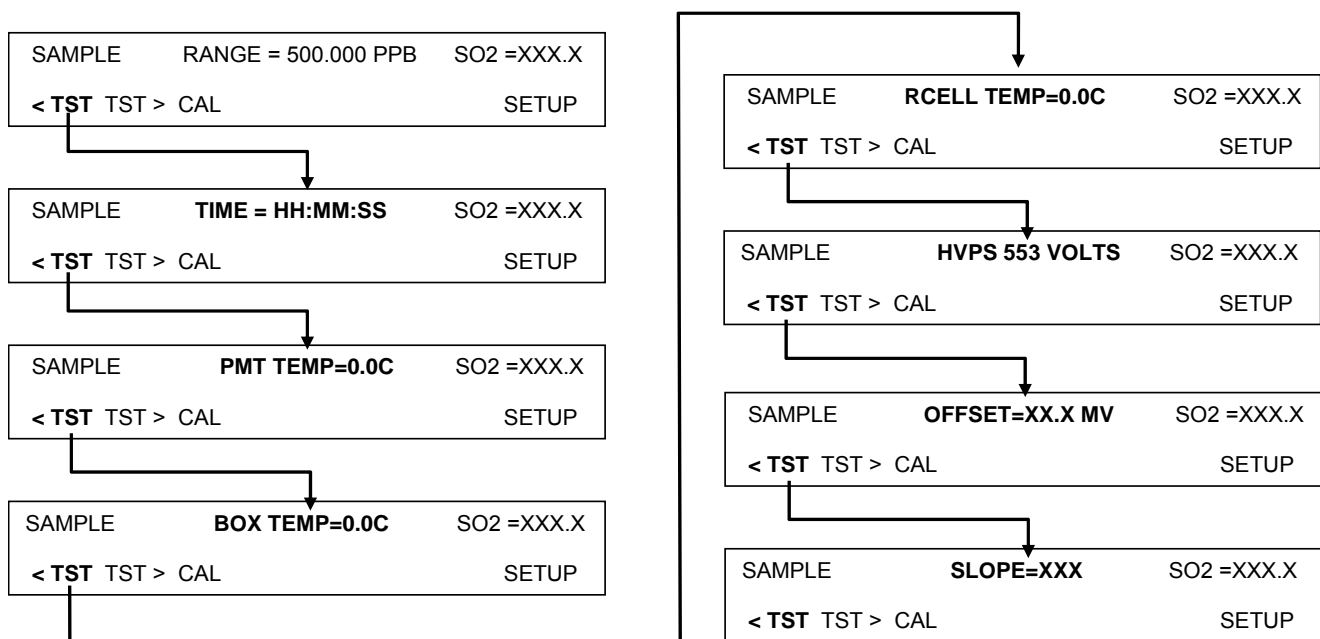 SAMPLE RANGE = 500.000 PPB SO2 =XXX.X
< TST TST > CAL SETUP
SAMPLE TIME = HH:MM:SS SO2 =XXX.X
< TST TST > CAL SETUP
SAMPLE PMT TEMP=0.0C SO2 =XXX.X
< TST TST > CAL SETUP
SAMPLE BOX TEMP=0.0C SO2 =XXX.X
< TST TST > CAL SETUP
SAMPLE RCELL TEMP=0.0C SO2 =XXX.X
< TST TST > CAL SETUP
SAMPLE HVPS 553 VOLTS SO2 =XXX.X
< TST TST > CAL SETUP
SAMPLE OFFSET=XX.X MV SO2 =XXX.X
< TST TST > CAL SETUP
SAMPLE SLOPE=XXX SO2 =XXX.X
< TST TST > CAL SETUP